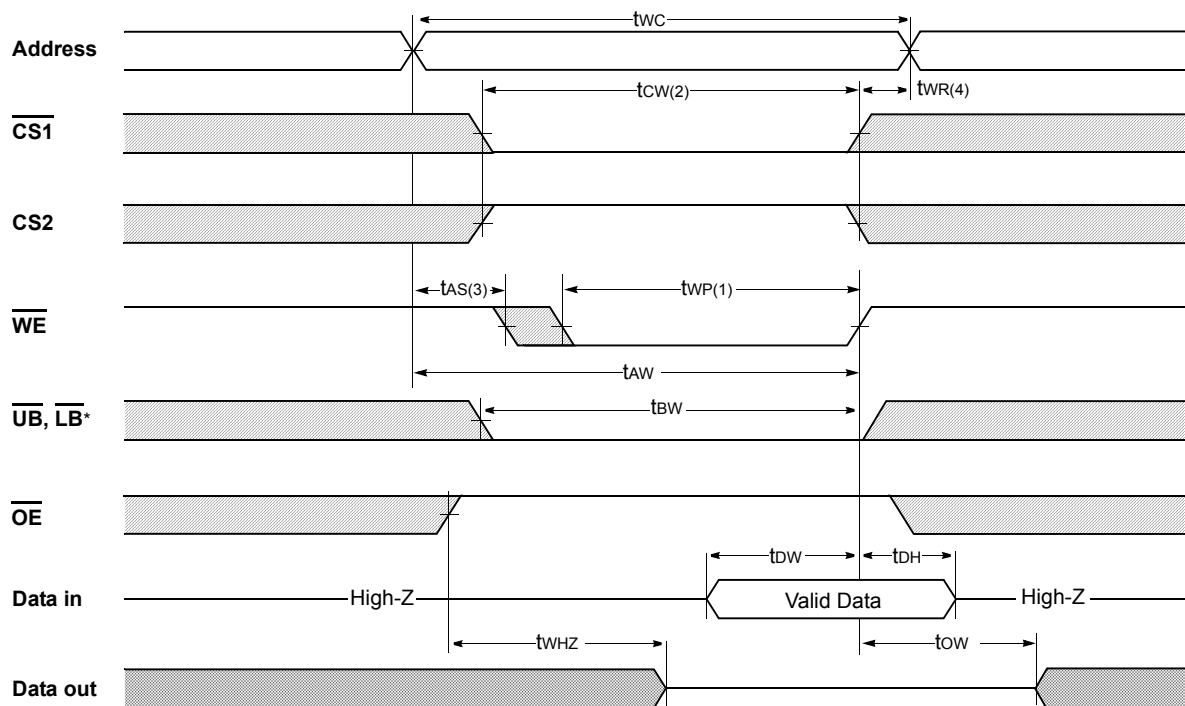 tWC
Address
tCW(2) tWR(4)
CS1
CS2
tAS(3) tWP(1)
WE
tAW
UB, LB* tBW
OE
tDW tDH
Data in High-Z Valid Data High-Z
tWHZ tOW
Data out